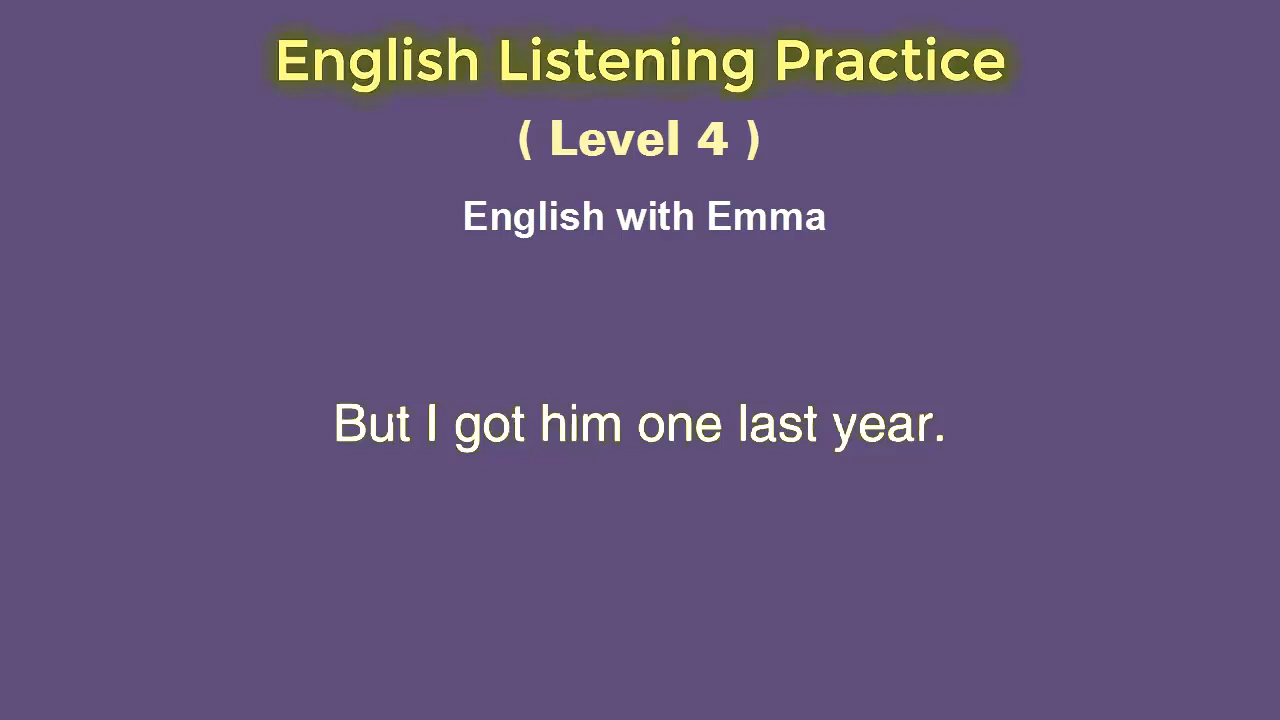 English Listening Practice
( Level 4 )
English with Emma
But I got him one last year.